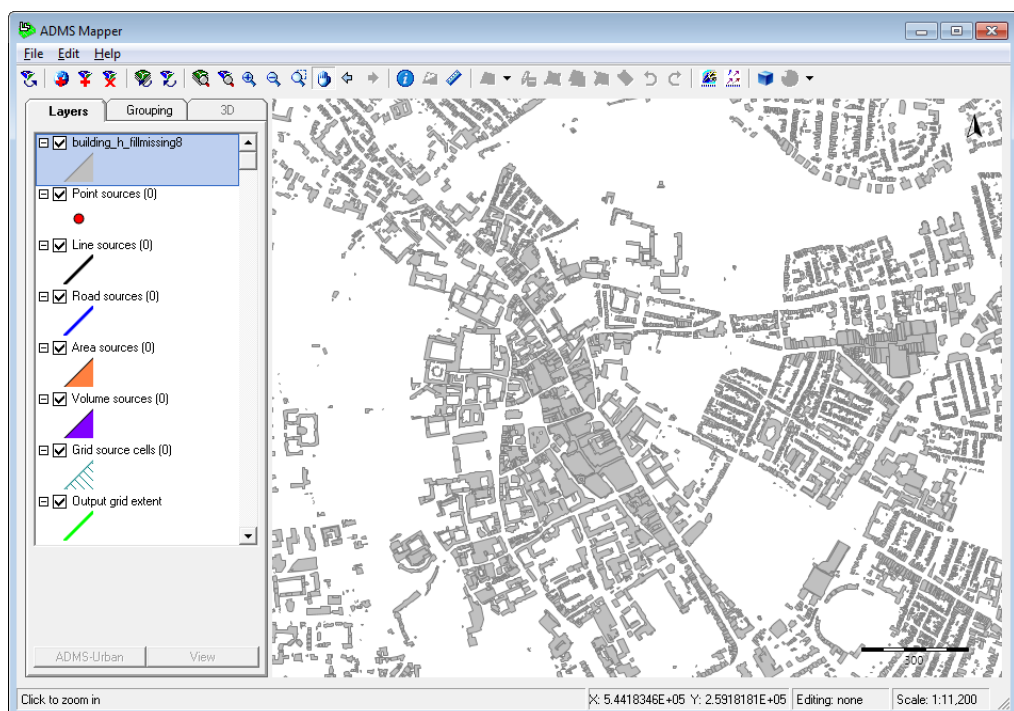 ADMS Mapper
File Edit Help
Layers Grouping 3D
building_h_fillmissing8
Point sources (0)
Line sources (0)
Road sources (0)
Area sources (0)
Volume sources (0)
Grid source cells (0)
Output grid extent
ADMS-Urban View
300
Click to zoom in X: 5.4418346E+05 Y: 2.5918181E+05 Editing: none Scale: 1:11,200